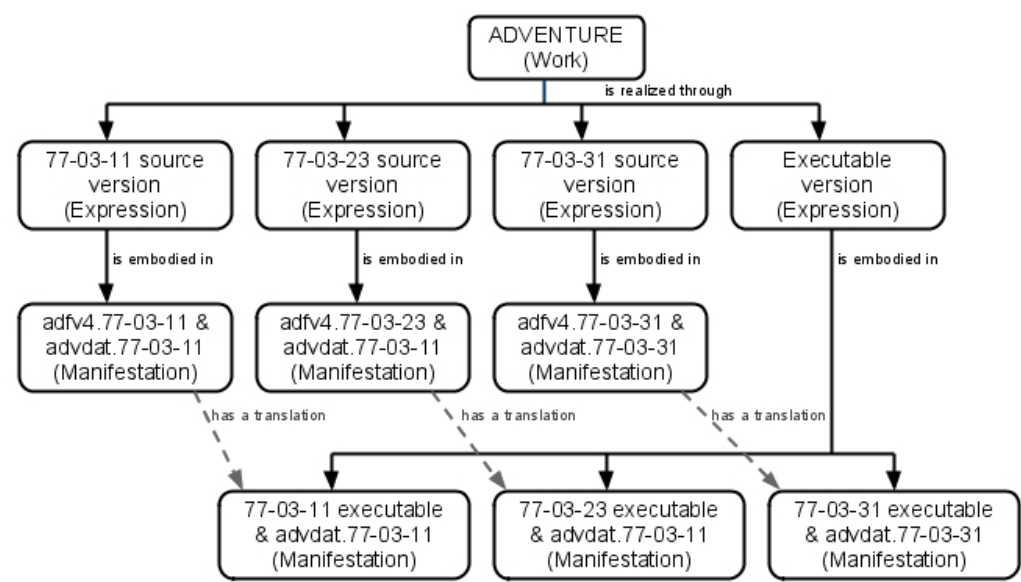 ADVENTURE
(Work)
is realized through
77-03-11 source
version
(Expression)
77-03-23 source
version
(Expression)
77-03-31 source
version
(Expression)
Executable
version
(Expression)
is embodied in
is embodied in
is embodied in
is embodied in
adfv4.77-03-11 &
advdat.77-03-11
(Manifestation)
adfv4.77-03-23 &
advdat.77-03-11
(Manifestation)
adfv4.77-03-31 &
advdat.77-03-31
(Manifestation)
has a translation
has a translation
has a translation
77-03-11 executable
& advdat.77-03-11
(Manifestation)
77-03-23 executable
& advdat.77-03-11
(Manifestation)
77-03-31 executable
& advdat.77-03-31
(Manifestation)